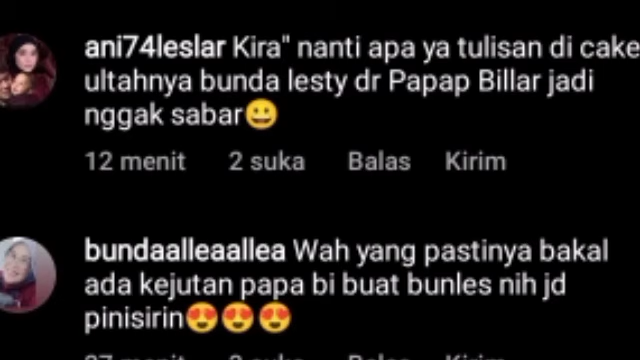 ani74leslar Kira" nanti apa ya tulisan di cake
ultahnya bunda lesty dr Papap Billar jadi
nggak sabar😀
12 menit 2 suka Balas Kirim
bundaalleaallea Wah yang pastinya bakal
ada kejutan papa bi buat bunles nih jd
pinisirin😍😍😍